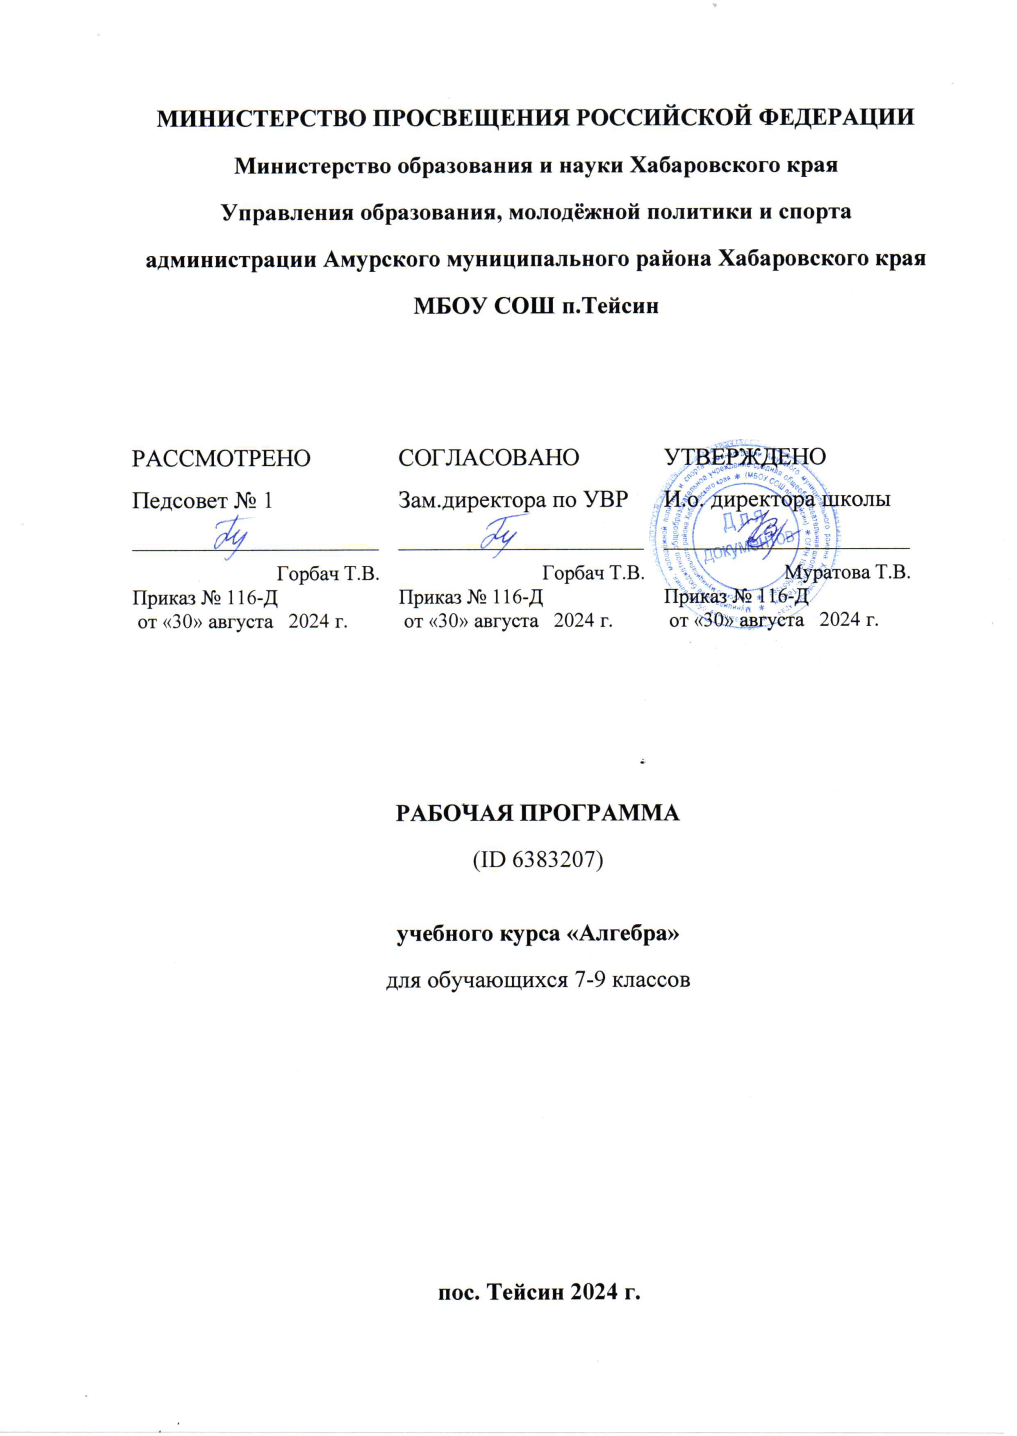 МИНИСТЕРСТВО ПРОСВЕЩЕНИЯ РОССИЙСКОЙ ФЕДЕРАЦИИ
Министерство образования и науки Хабаровского края
Управления образования, молодёжной политики и спорта
администрации Амурского муниципального района Хабаровского края
МБОУ СОШ п.Тейсин
РАССМОТРЕНО
Педсовет № 1
Горбач Т.В.
Приказ № 116-Д
от «30» августа 2024 г.
СОГЛАСОВАНО
Зам.директора по УВР
Горбач Т.В.
Приказ № 116-Д
от «30» августа 2024 г.
УТВЕРЖДЕНО
И.о. директора школы
Для
документов
Муратова Т.В.
Приказ № 116-Д
от «30» августа 2024 г.
РАБОЧАЯ ПРОГРАММА
(ID 6383207)
учебного курса «Алгебра»
для обучающихся 7-9 классов
пос. Тейсин 2024 г.